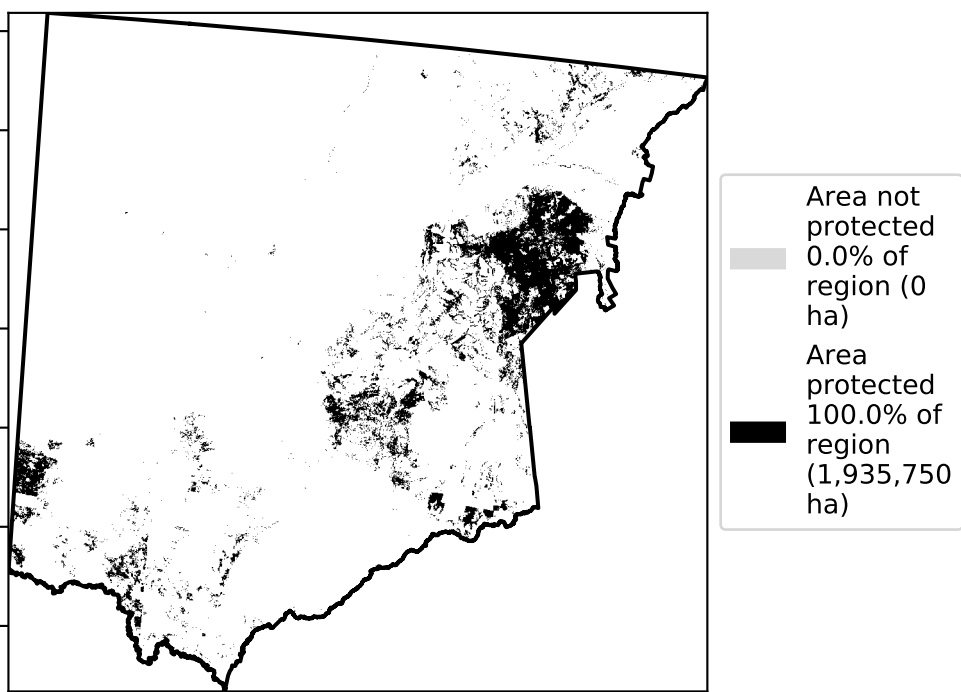 Area not
protected
0.0% of
region (0
ha)
Area
protected
100.0% of
region
(1,935,750
ha)